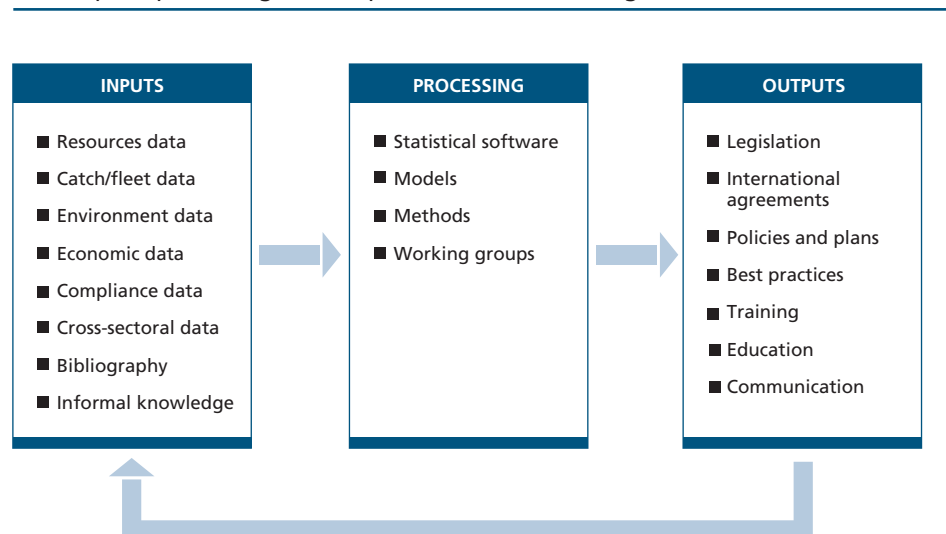 INPUTS
Resources data
Catch/fleet data
Environment data
Economic data
Compliance data
Cross-sectoral data
Bibliography
Informal knowledge
PROCESSING
Statistical software
Models
Methods
Working groups
OUTPUTS
Legislation
International
agreements
Policies and plans
Best practices
Training
Education
Communication